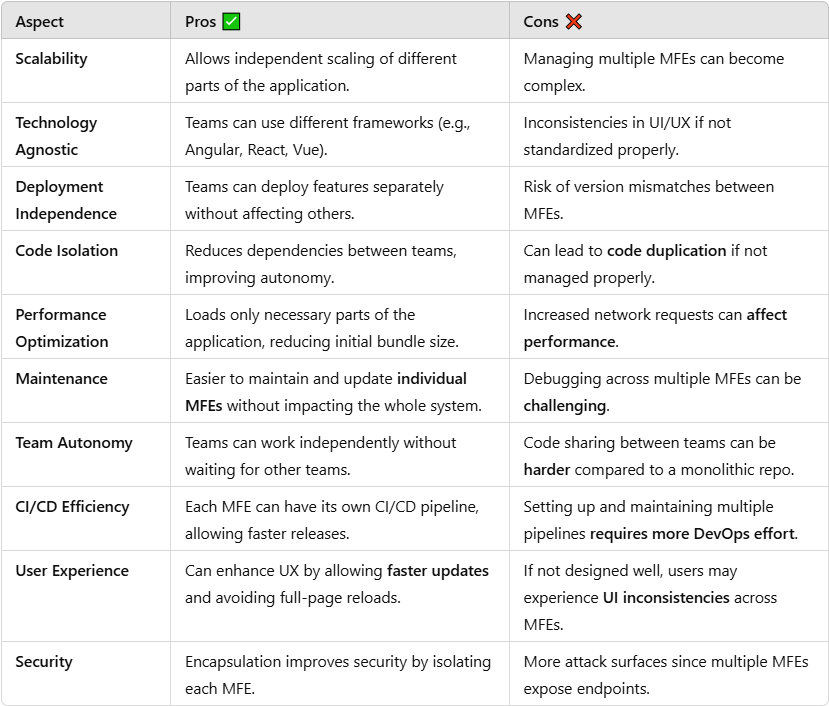 Aspect
Pros ✅
Cons ❌
Scalability
Allows independent scaling of different
parts of the application.
Managing multiple MFEs can become
complex.
Technology
Agnostic
Teams can use different frameworks (e.g.,
Angular, React, Vue).
Inconsistencies in UI/UX if not
standardized properly.
Deployment
Independence
Teams can deploy features separately
without affecting others.
Risk of version mismatches between
MFEs.
Code Isolation
Reduces dependencies between teams,
improving autonomy.
Can lead to code duplication if not
managed properly.
Performance
Optimization
Loads only necessary parts of the
application, reducing initial bundle size.
Increased network requests can affect
performance.
Maintenance
Easier to maintain and update individual
MFEs without impacting the whole system.
Debugging across multiple MFEs can be
challenging.
Team Autonomy
Teams can work independently without
waiting for other teams.
Code sharing between teams can be
harder compared to a monolithic repo.
CI/CD Efficiency
Each MFE can have its own CI/CD pipeline,
allowing faster releases.
Setting up and maintaining multiple
pipelines requires more DevOps effort.
User Experience
Can enhance UX by allowing faster updates
and avoiding full-page reloads.
If not designed well, users may
experience UI inconsistencies across
MFEs.
Security
Encapsulation improves security by isolating
each MFE.
More attack surfaces since multiple MFEs
expose endpoints.